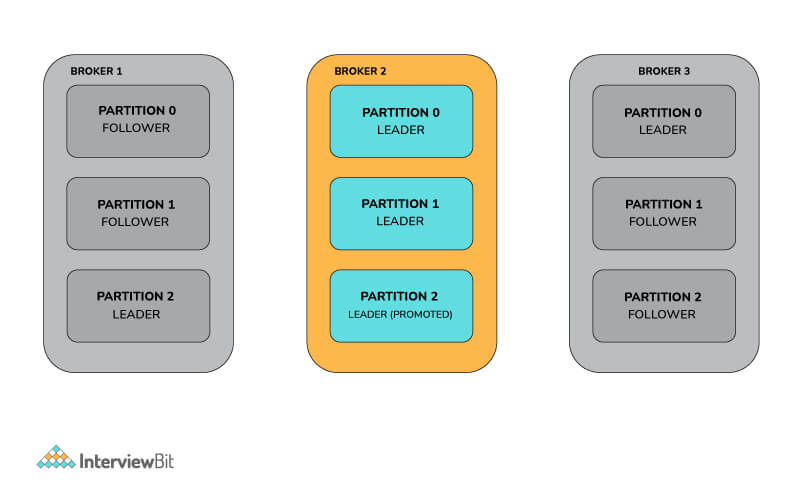 BROKER 1
PARTITION 0
FOLLOWER
PARTITION 1
FOLLOWER
PARTITION 2
LEADER
BROKER 2
PARTITION 0
LEADER
PARTITION 1
LEADER
PARTITION 2
LEADER (PROMOTED)
BROKER 3
PARTITION 0
LEADER
PARTITION 1
FOLLOWER
PARTITION 2
FOLLOWER
InterviewBit